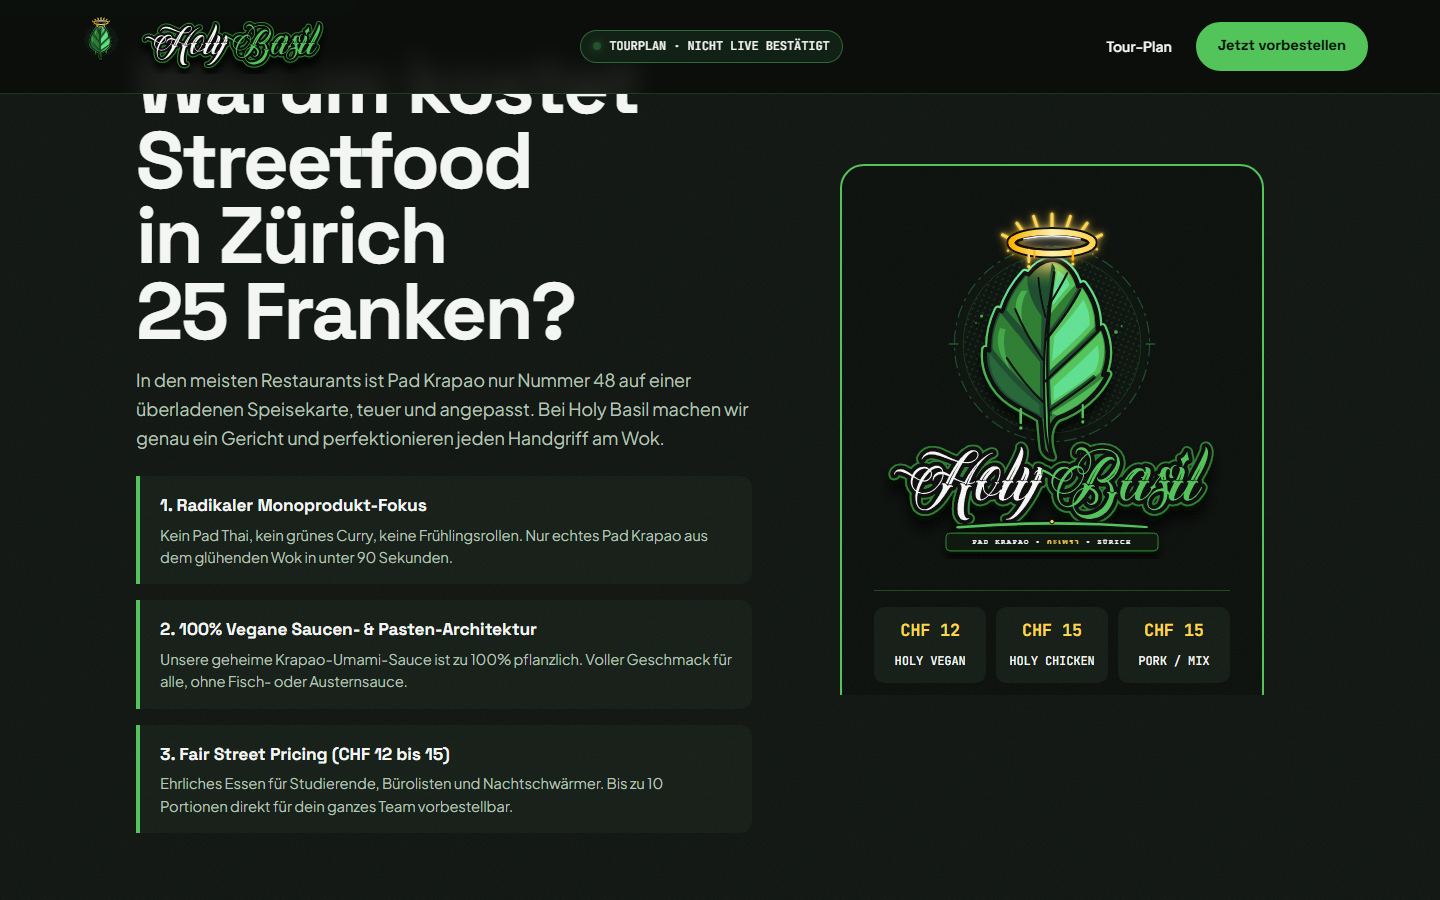 Holy Basil
TOURPLAN · NICHT LIVE BESTÄTIGT
Tour-Plan
Jetzt vorbestellen
Warum kostet
Streetfood
in Zürich
25 Franken?
In den meisten Restaurants ist Pad Krapao nur Nummer 48 auf einer
überladenen Speisekarte, teuer und angepasst. Bei Holy Basil machen wir
genau ein Gericht und perfektionieren jeden Handgriff am Wok.
1. Radikaler Monoprodukt-Fokus
Kein Pad Thai, kein grünes Curry, keine Frühlingsrollen. Nur echtes Pad Krapao aus
dem glühenden Wok in unter 90 Sekunden.
2. 100% Vegane Saucen- & Pasten-Architektur
Unsere geheime Krapao-Umami-Sauce ist zu 100% pflanzlich. Voller Geschmack für
alle, ohne Fisch- oder Austernsauce.
3. Fair Street Pricing (CHF 12 bis 15)
Ehrliches Essen für Studierende, Bürolisten und Nachtschwärmer. Bis zu 10
Portionen direkt für dein ganzes Team vorbestellbar.
Holy Basil
PAD KRAPAO • • ZÜRICH
CHF 12
HOLY VEGAN
CHF 15
HOLY CHICKEN
CHF 15
PORK / MIX